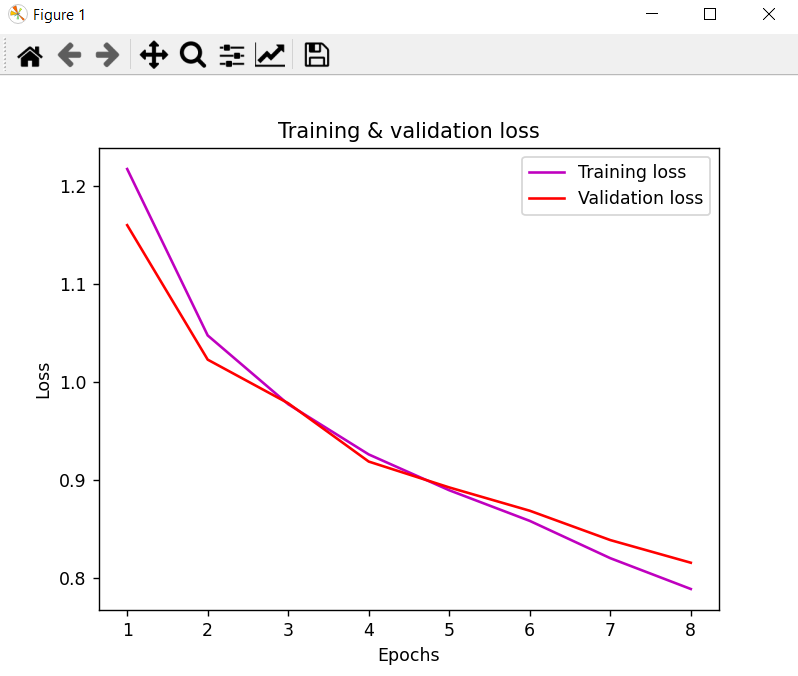 Figure 1
Training & validation loss
Training loss
Validation loss
1.2
1.1
1.0
0.9
0.8
Loss
1 2 3 4 5 6 7 8
Epochs